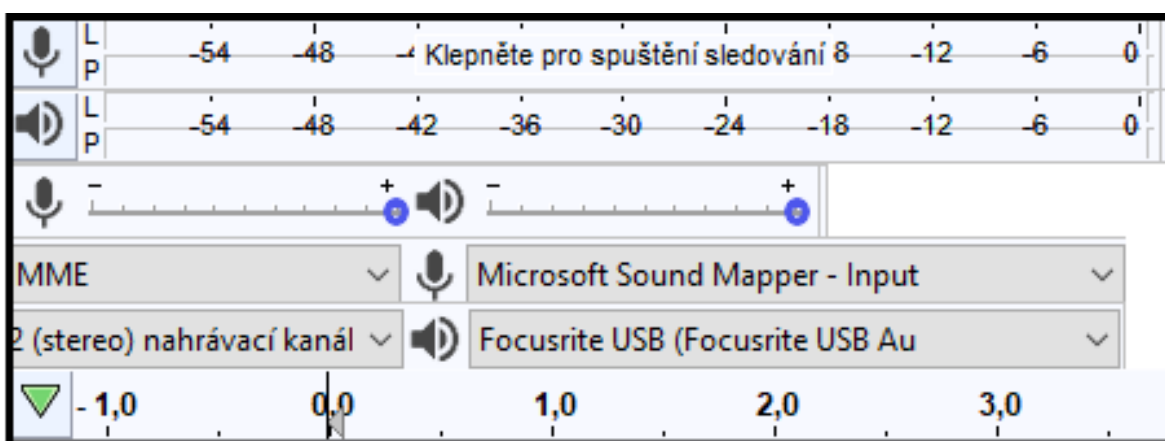 L -54 -48 -4 Klepněte pro spuštění sledování 8 -12 -6 0
P
L -54 -48 -42 -36 -30 -24 -18 -12 -6 0
P
- + - +
MME Microsoft Sound Mapper - Input
2 (stereo) nahrávací kanál Focusrite USB (Focusrite USB Au
- 1,0 0,0 1,0 2,0 3,0